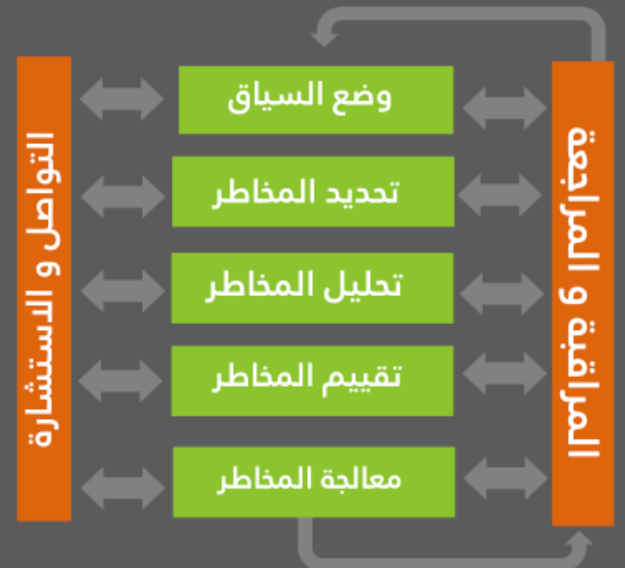 وضع السياق
تحديد المخاطر
تحليل المخاطر
تقييم المخاطر
معالجة المخاطر
المراقبة و المراجعة
التواصل و الاستشارة